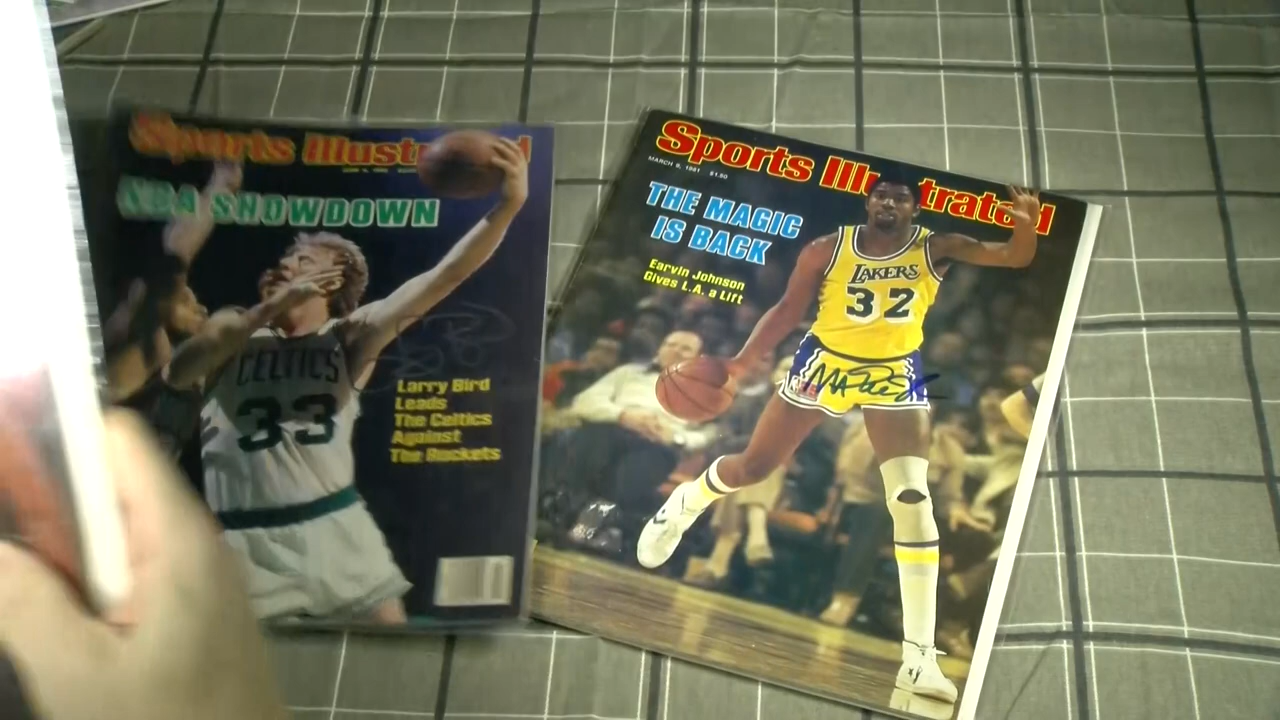 Sports Illustrated
NBA SHOWDOWN
CELTICS
33
Larry Bird
Leads
The Celtics
Against
The Rockets
Sports Illustrated
MARCH 9, 1981 $1.50
THE MAGIC
IS BACK
Earvin Johnson
Gives L.A. a Lift
LAKERS
32